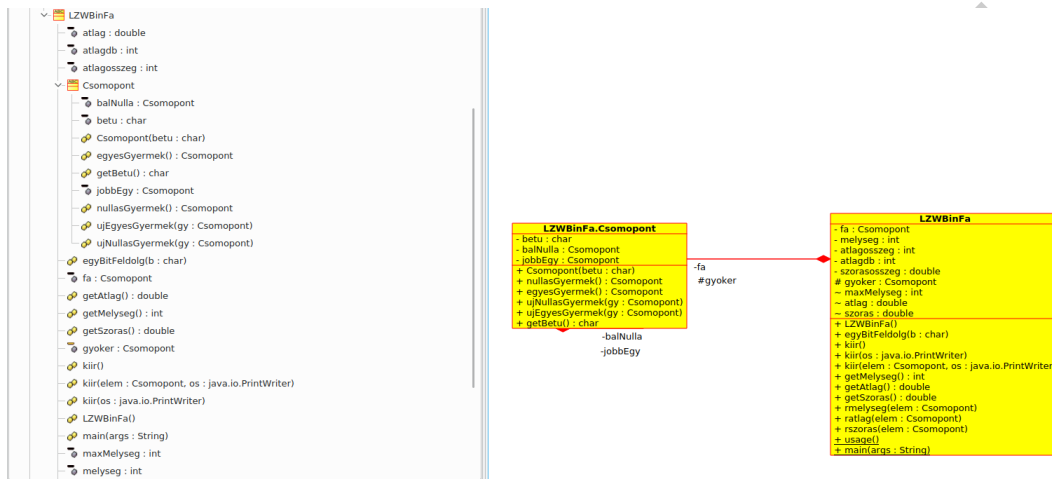 LZWBinFa
atlag : double
atlagdb : int
atlagosszeg : int
Csomopont
balNulla : Csomopont
betu : char
Csomopont(betu : char)
egyesGyermek() : Csomopont
getBetu() : char
jobbEgy : Csomopont
nullasGyermek() : Csomopont
ujEgyesGyermek(gy : Csomopont)
ujNullasGyermek(gy : Csomopont)
egyBitFeldolg(b : char)
fa : Csomopont
getAtlag() : double
getMelyseg() : int
getSzoras() : double
gyoker : Csomopont
kiir()
kiir(elem : Csomopont, os : java.io.PrintWriter)
kiir(os : java.io.PrintWriter)
LZWBinFa()
main(args : String)
maxMelyseg : int
melyseg : int
LZWBinFa.Csomopont
- betu : char
- balNulla : Csomopont
- jobbEgy : Csomopont
+ Csomopont(betu : char)
+ nullasGyermek() : Csomopont
+ egyesGyermek() : Csomopont
+ ujNullasGyermek(gy : Csomopont)
+ ujEgyesGyermek(gy : Csomopont)
+ getBetu() : char
-balNulla
-jobbEgy
-fa
#gyoker
LZWBinFa
- fa : Csomopont
- melyseg : int
- atlagosszeg : int
- atlagdb : int
- szorasosszeg : double
# gyoker : Csomopont
~ maxMelyseg : int
~ atlag : double
~ szoras : double
+ LZWBinFa()
+ egyBitFeldolg(b : char)
+ kiir()
+ kiir(os : java.io.PrintWriter)
+ kiir(elem : Csomopont, os : java.io.PrintWriter
+ getMelyseg() : int
+ getAtlag() : double
+ getSzoras() : double
+ rmelyseg(elem : Csomopont)
+ ratlag(elem : Csomopont)
+ rszoras(elem : Csomopont)
+ usage()
+ main(args : String)